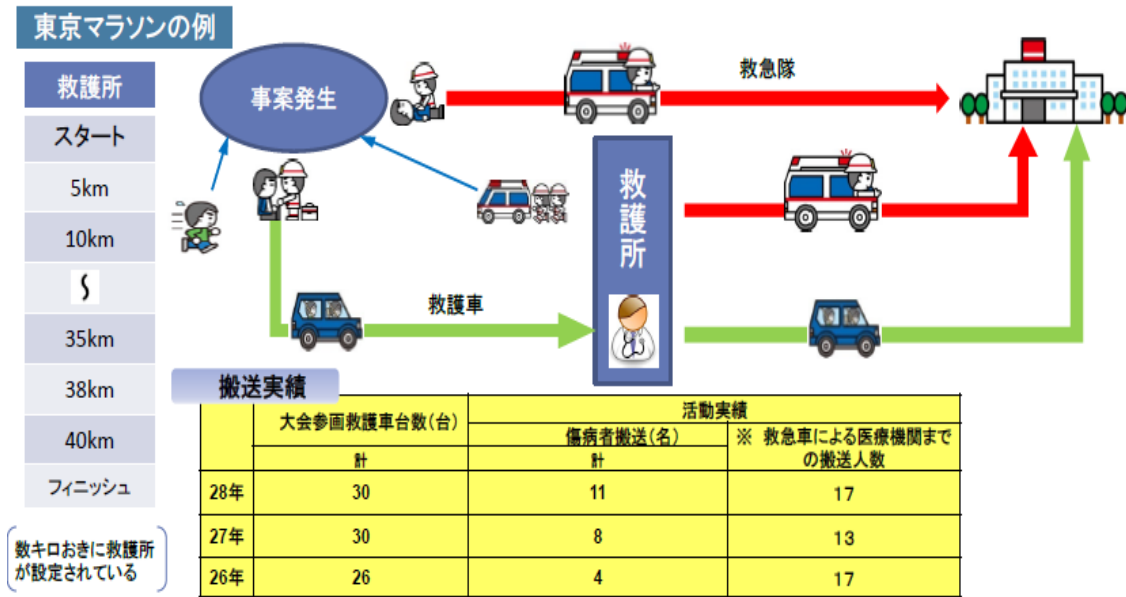 東京マラソンの例
救護所
スタート
5km
10km
〜
35km
38km
40km
フィニッシュ
数キロおきに救護所
が設定されている
事案発生
救急隊
救護所
救護車
搬送実績
大会参画救護車台数(台)
活動実績
傷病者搬送(名)
※ 救急車による医療機関まで
の搬送人数
計
計
28年 30 11 17
27年 30 8 13
26年 26 4 17